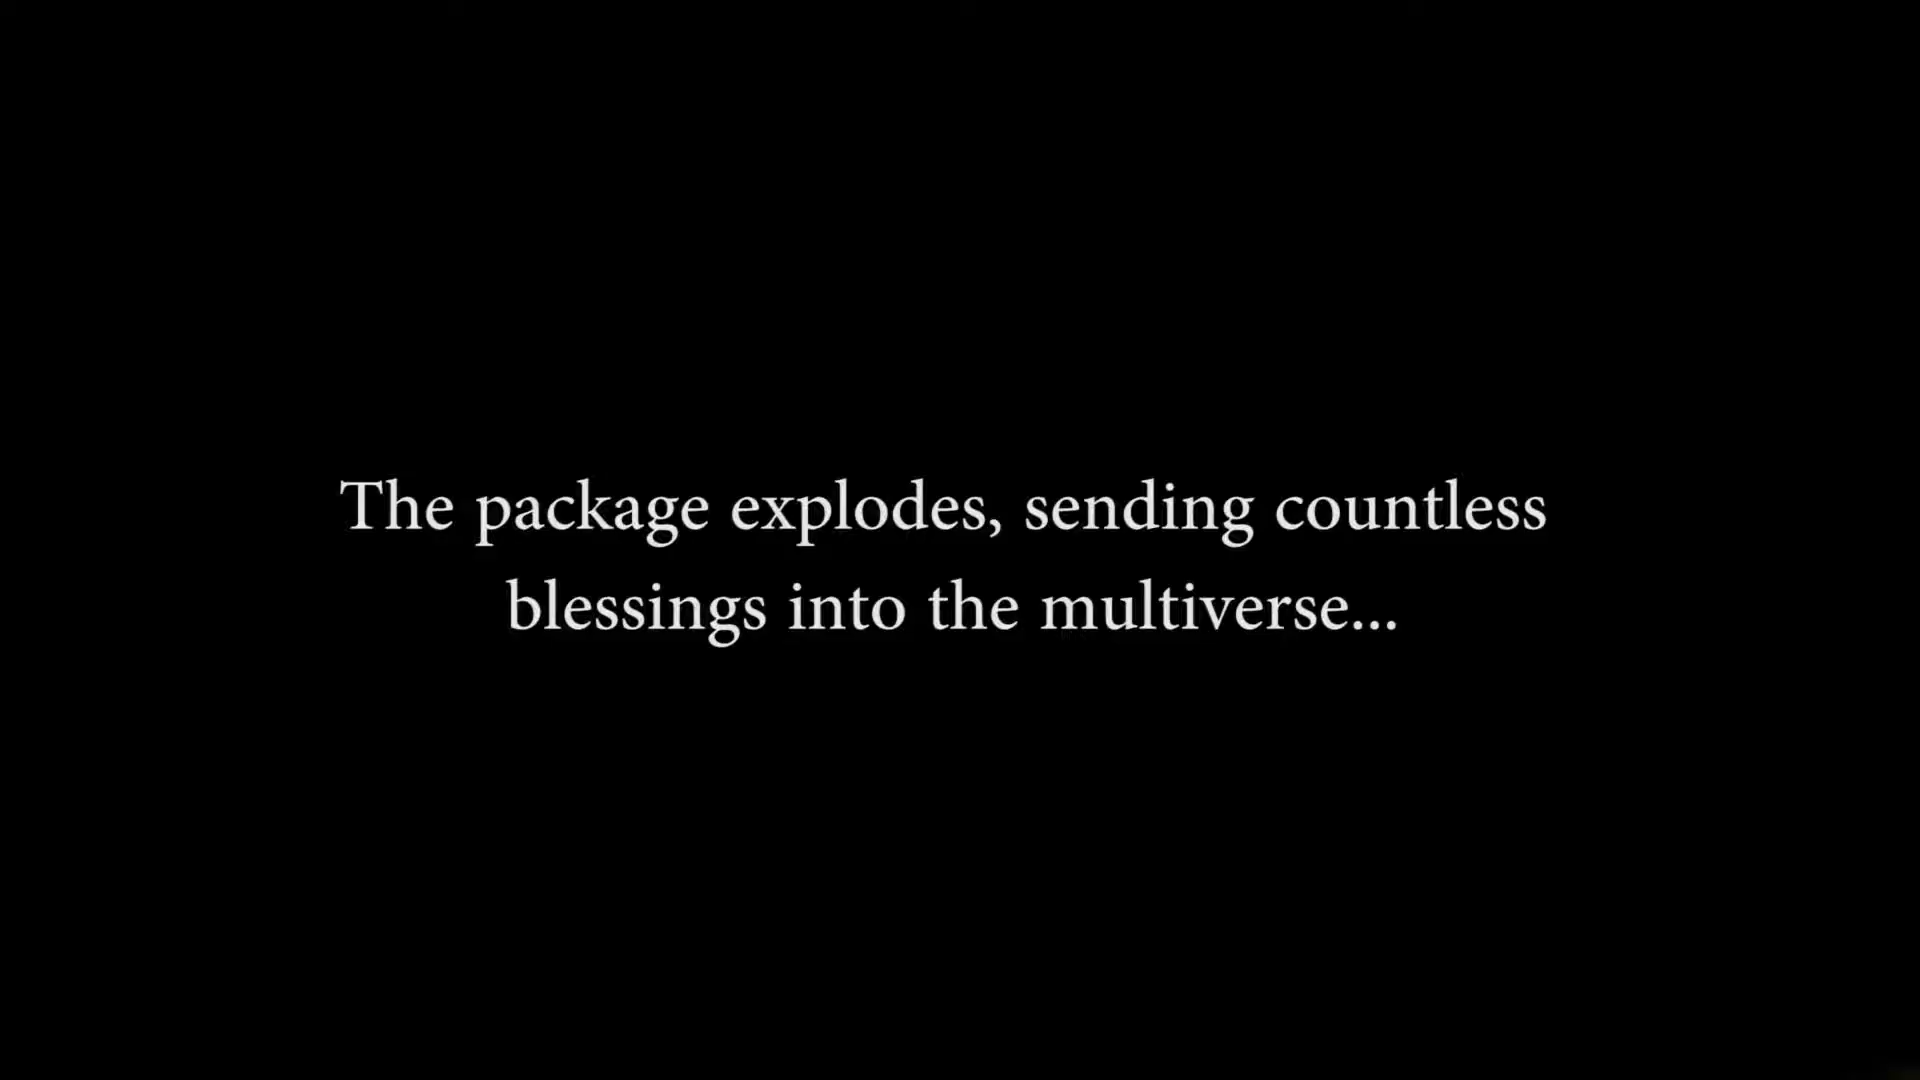 The package explodes, sending countless
blessings into the multiverse...